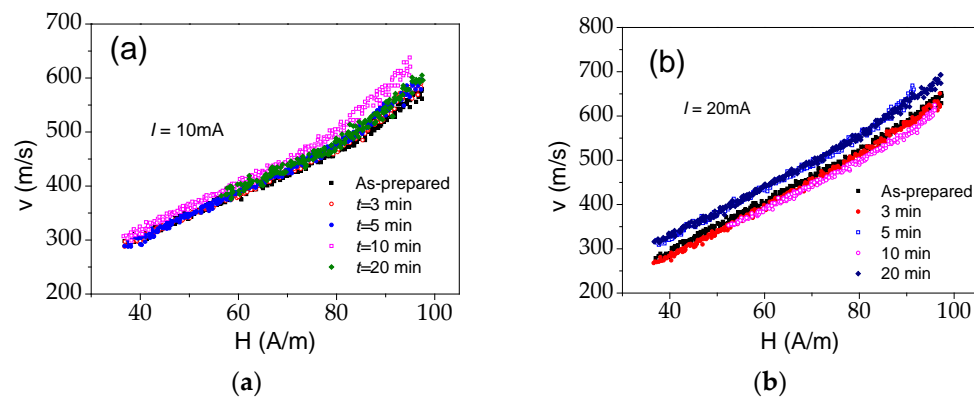 (a)
I = 10mA
v (m/s)
700
600
500
400
300
200
As-prepared
t=3 min
t=5 min
t=10 min
t=20 min
40 60 80 100
H (A/m)
(a)
(b)
I = 20mA
v (m/s)
800
700
600
500
400
300
200
As-prepared
3 min
5 min
10 min
20 min
40 60 80 100
H (A/m)
(b)